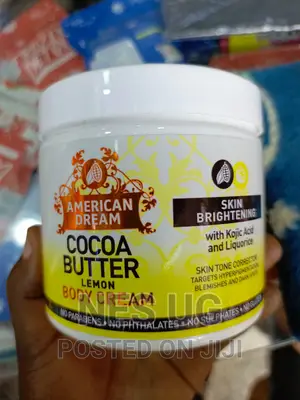 AMERICAN
DREAM
COCOA
BUTTER
LEMON
BODY CREAM
NO PARABENS • NO PHTHALATES • NO SULPHATES •
SKIN
BRIGHTENING
with Kojic Acid
and Liquorice
SKIN TONE CORRECTOR
TARGETS HYPERPIGMENTATION
BLEMISHES AND DARK
POSTED ON JIJI